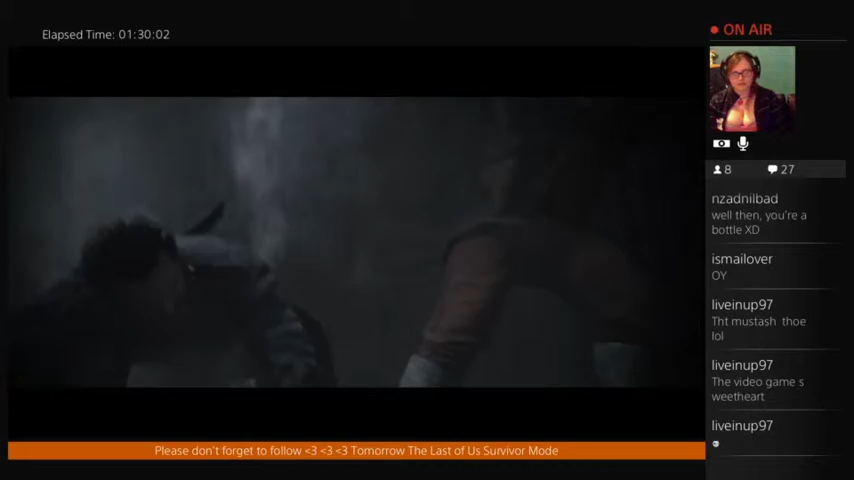 Elapsed Time: 01:30:02
ON AIR
8
27
nzadnilbad
well then, you're a
bottle XD
ismailover
OY
liveinup97
Tht mustash thoe
lol
liveinup97
The video game s
weetheart
liveinup97
Please don't forget to follow <3 <3 <3 Tomorrow The Last of Us Survivor Mode